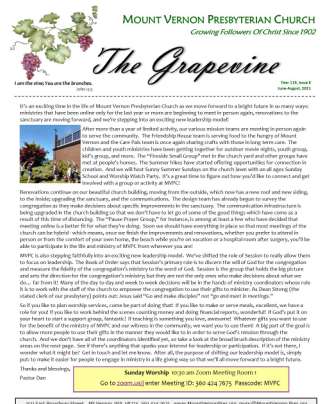 MOUNT VERNON PRESBYTERIAN CHURCH
Growing Followers Of Christ Since 1902
The Grapevine
I am the vine; You are the branches.
John 15:5
Year 119, Issue 6
June-August, 2021
It's an exciting time in the life of Mount Vernon Presbyterian Church as we move forward to a bright future in so many ways:
ministries that have been online only for the last year or more are beginning to meet in person again, renovations to the
sanctuary are moving forward, and we're stepping into an exciting new leadership model!
After more than a year of limited activity, our various mission teams are meeting in person again
to serve the community. The Friendship House team is serving food to the hungry of Mount
Vernon and the Care Pals team is once again sharing crafts with those in long term care. The
children and youth ministries have been getting together for outdoor movie nights, youth group,
kid's group, and more. The "Fireside Small Group" met in the church yard and other groups have
met at people's homes. The Summer hikes have started offering opportunities for connection in
creation. And we will host Sunny Summer Sundays on the church lawn with an all ages Sunday
School and Worship Watch Party. It's a great time to figure out how you'd like to connect and get
involved with a group or activity at MVPC!
Renovations continue on our beautiful church building, moving from the outside, which now has a new roof and new siding,
to the inside; upgrading the sanctuary, and the communications. The design team has already begun to survey the
congregation as they make decisions about specific improvements in the sanctuary. The communication infrastructure is
being upgraded in the church building so that we don't have to let go of some of the good things which have come as a
result of this time of distancing. The "Pause Prayer Group," for instance, is among at least a few who have decided that
meeting online is a better fit for what they're doing. Soon we should have everything in place so that most meetings of the
church can be hybrid which means, once we finish the improvements and renovations, whether you prefer to attend in
person or from the comfort of your own home, the beach while you're on vacation or a hospital room after surgery, you'll be
able to participate in the life and ministry of MVPC from wherever you are!
MVPC is also stepping faithfully into an exciting new leadership model. We've shifted the role of Session to really allow them
to focus on leadership. The Book of Order says that Session's primary role is to discern the will of God for the congregation
and measure the fidelity of the congregation's ministry to the word of God. Session is the group that holds the big picture
and sets the direction for the congregation's ministry, but they are not the only ones who make decisions about what we
do... far from it! Many of the day to day and week to week decisions will be in the hands of ministry coordinators whose role
it is to work with the staff of the church to empower the congregation to use their gifts for ministry. As Dean Strong (the
stated clerk of our presbytery) points out: Jesus said "Go and make disciples" not "go and meet in meetings."
So if you like to plan worship services, come be part of doing that! If you like to make or serve meals, excellent, we have a
role for you! If you like to work behind the scenes counting money and doing financial reports, wonderful! If God's put it on
your heart to start a support group, fantastic! If there is something you love, awesome! Whatever gifts you want to use
for the benefit of the ministry of MVPC and our witness in the community, we want you to use them! A big part of the goal is
to allow more people to use their gifts in the manner they would like to in order to serve God's mission through the
church. And we don't have all of the coordinators identified yet, so take a look at the broad brush description of the ministry
areas on the next page. See if there's anything that sparks your interest for leadership or participation. If it's not there, I
wonder what it might be! Get in touch and let me know. After all, the purpose of shifting our leadership model is, simply
put, to make it easier for people to engage in ministry in a life giving way so that we'll all move forward to a bright future.
Thanks and blessings,
Pastor Dan
Sunday Worship 10:30 am Zoom Meeting Room 1
Go to zoom.us/j enter Meeting ID: 360 424 7675 Passcode: MVPC